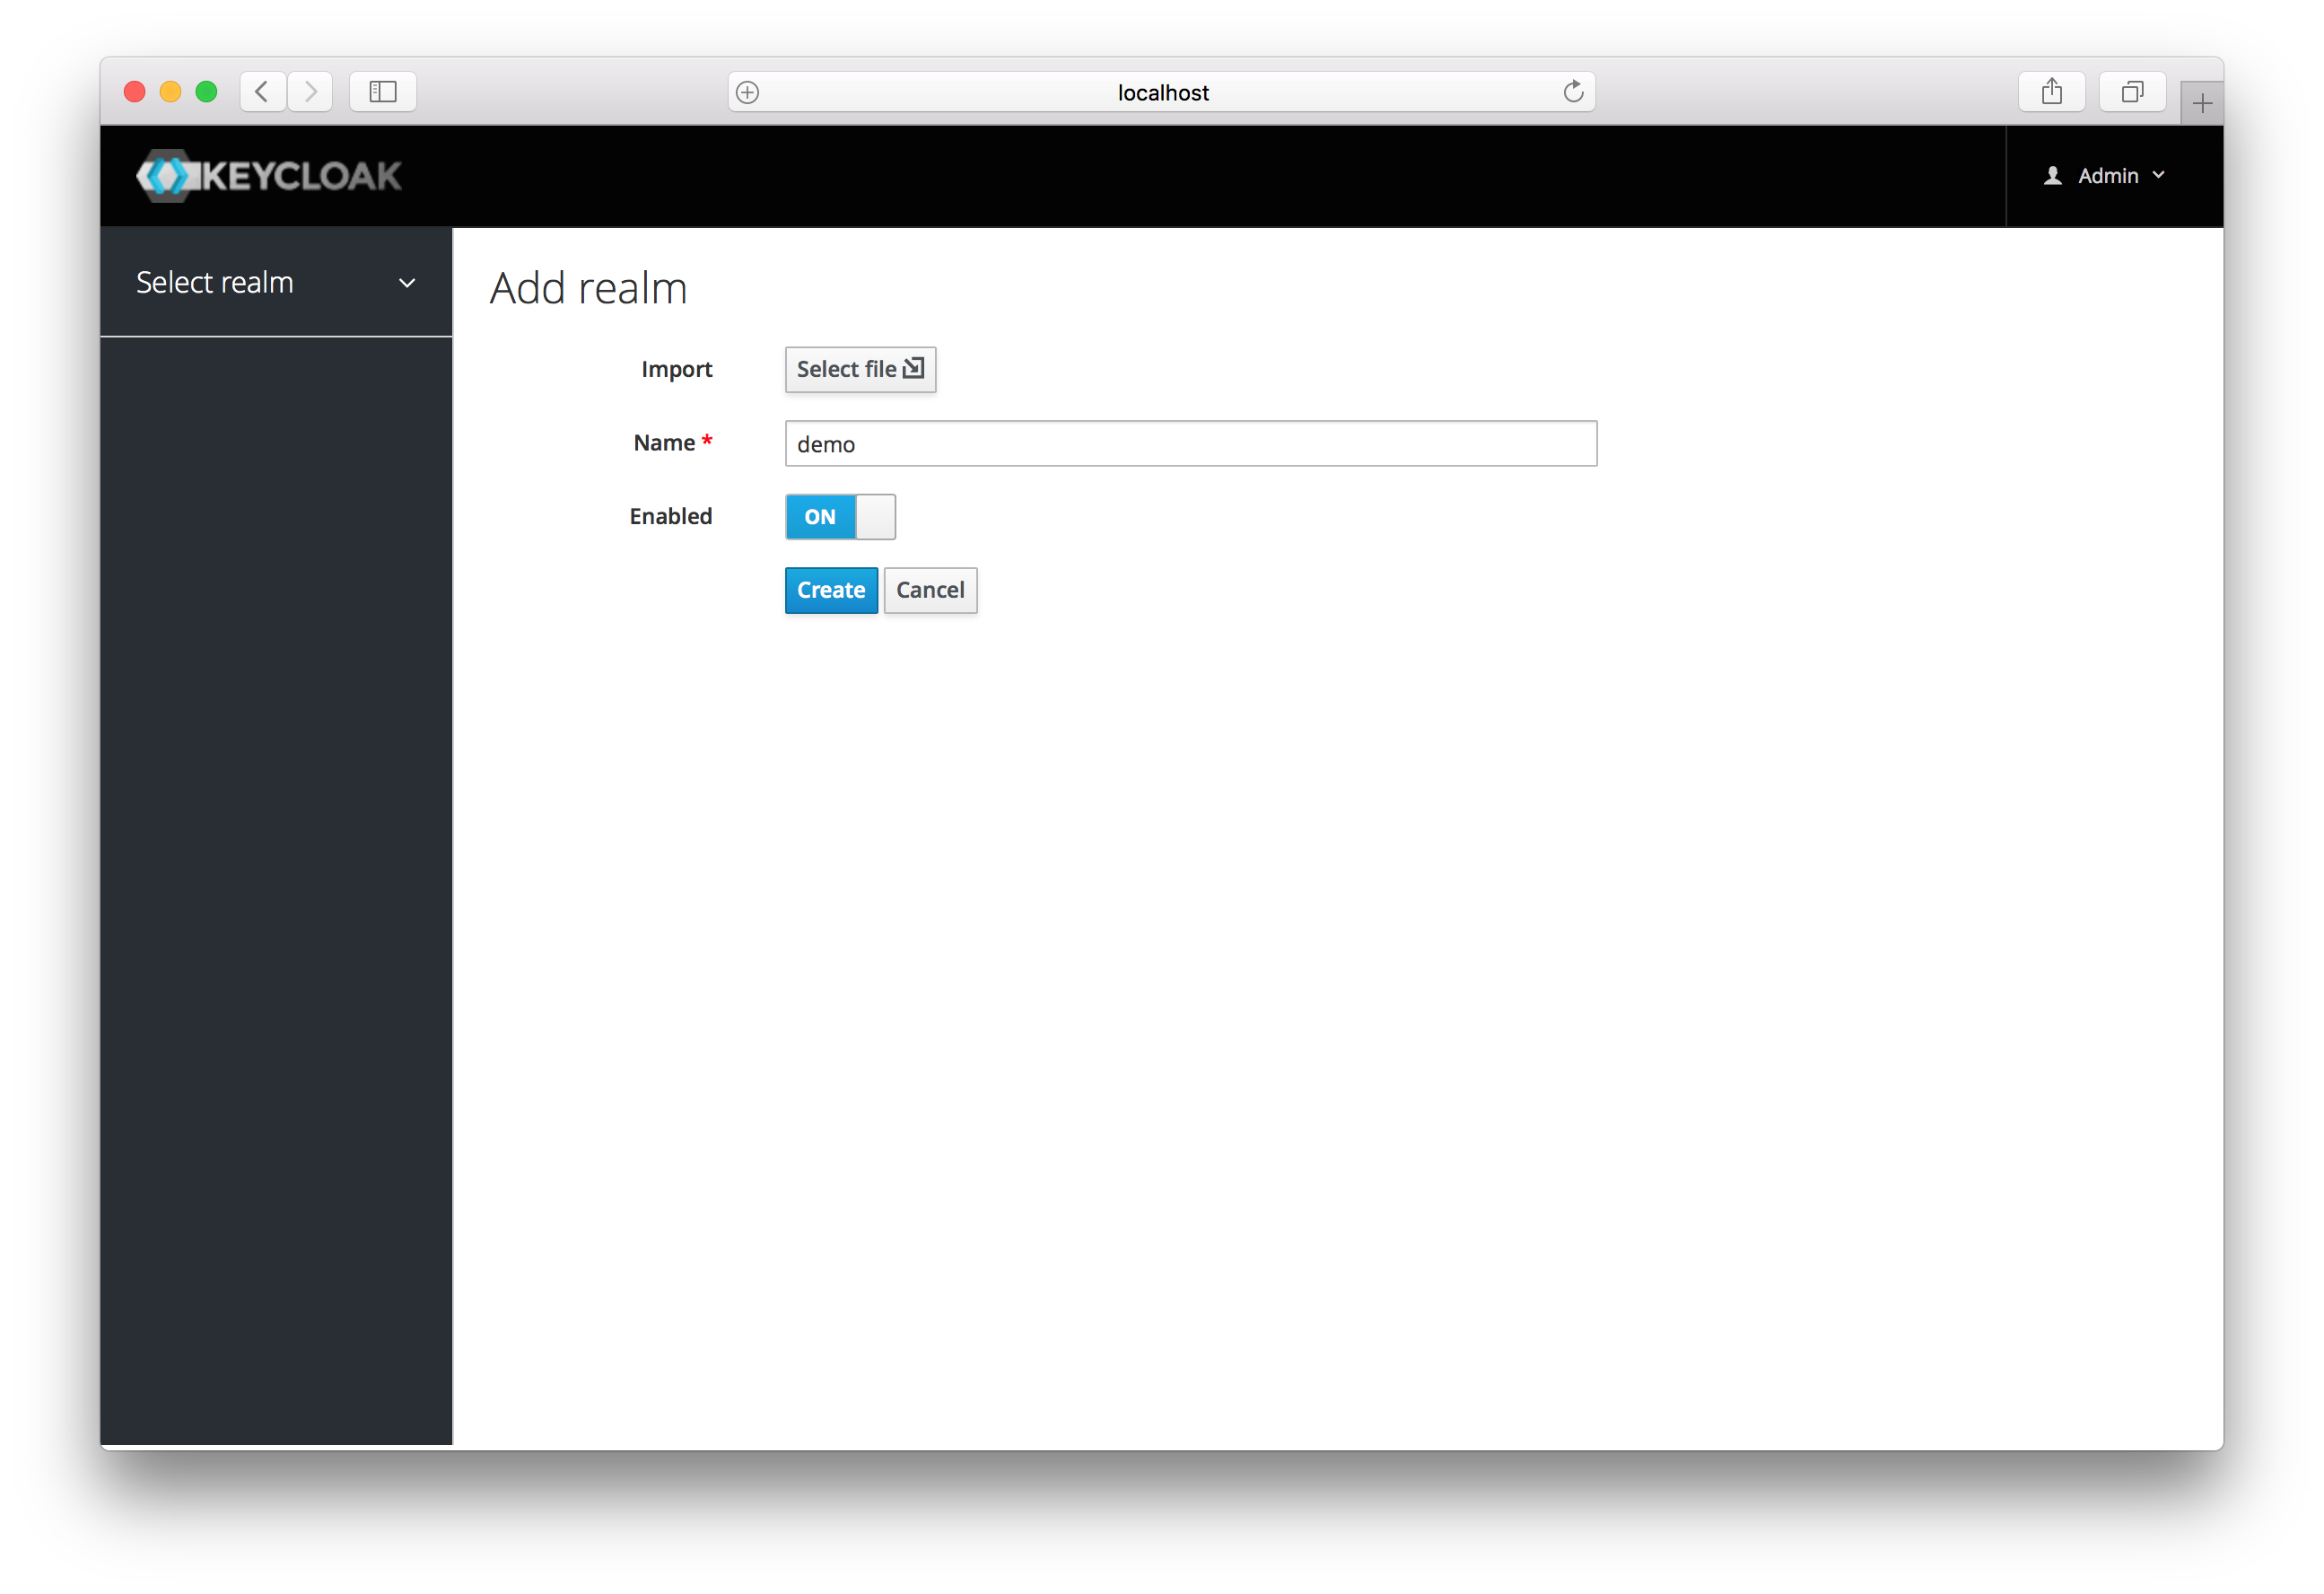 localhost
KEYCLOAK
Admin
Select realm
Add realm
Import
Select file
Name *
demo
Enabled
ON
Create
Cancel